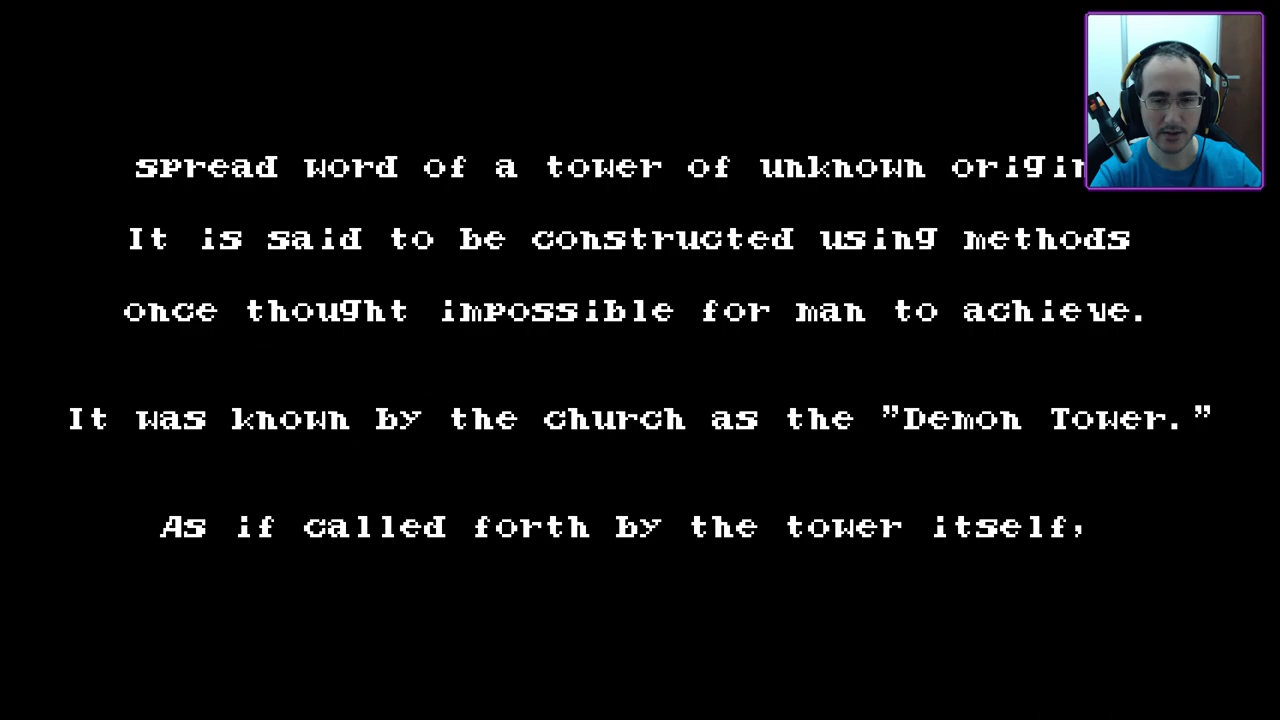 spread word of a tower of unknown origin
It is said to be constructed using methods
once thought impossible for man to achieve.
It was known by the church as the "Demon Tower."
As if called forth by the tower itself,